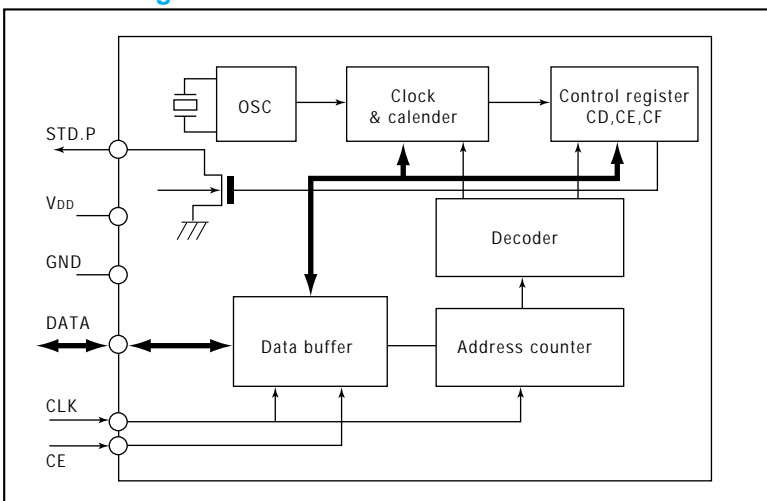 OSC
Clock
& calender
Control register
CD,CE,CF
STD.P
VDD
Decoder
GND
DATA
Data buffer
Address counter
CLK
CE